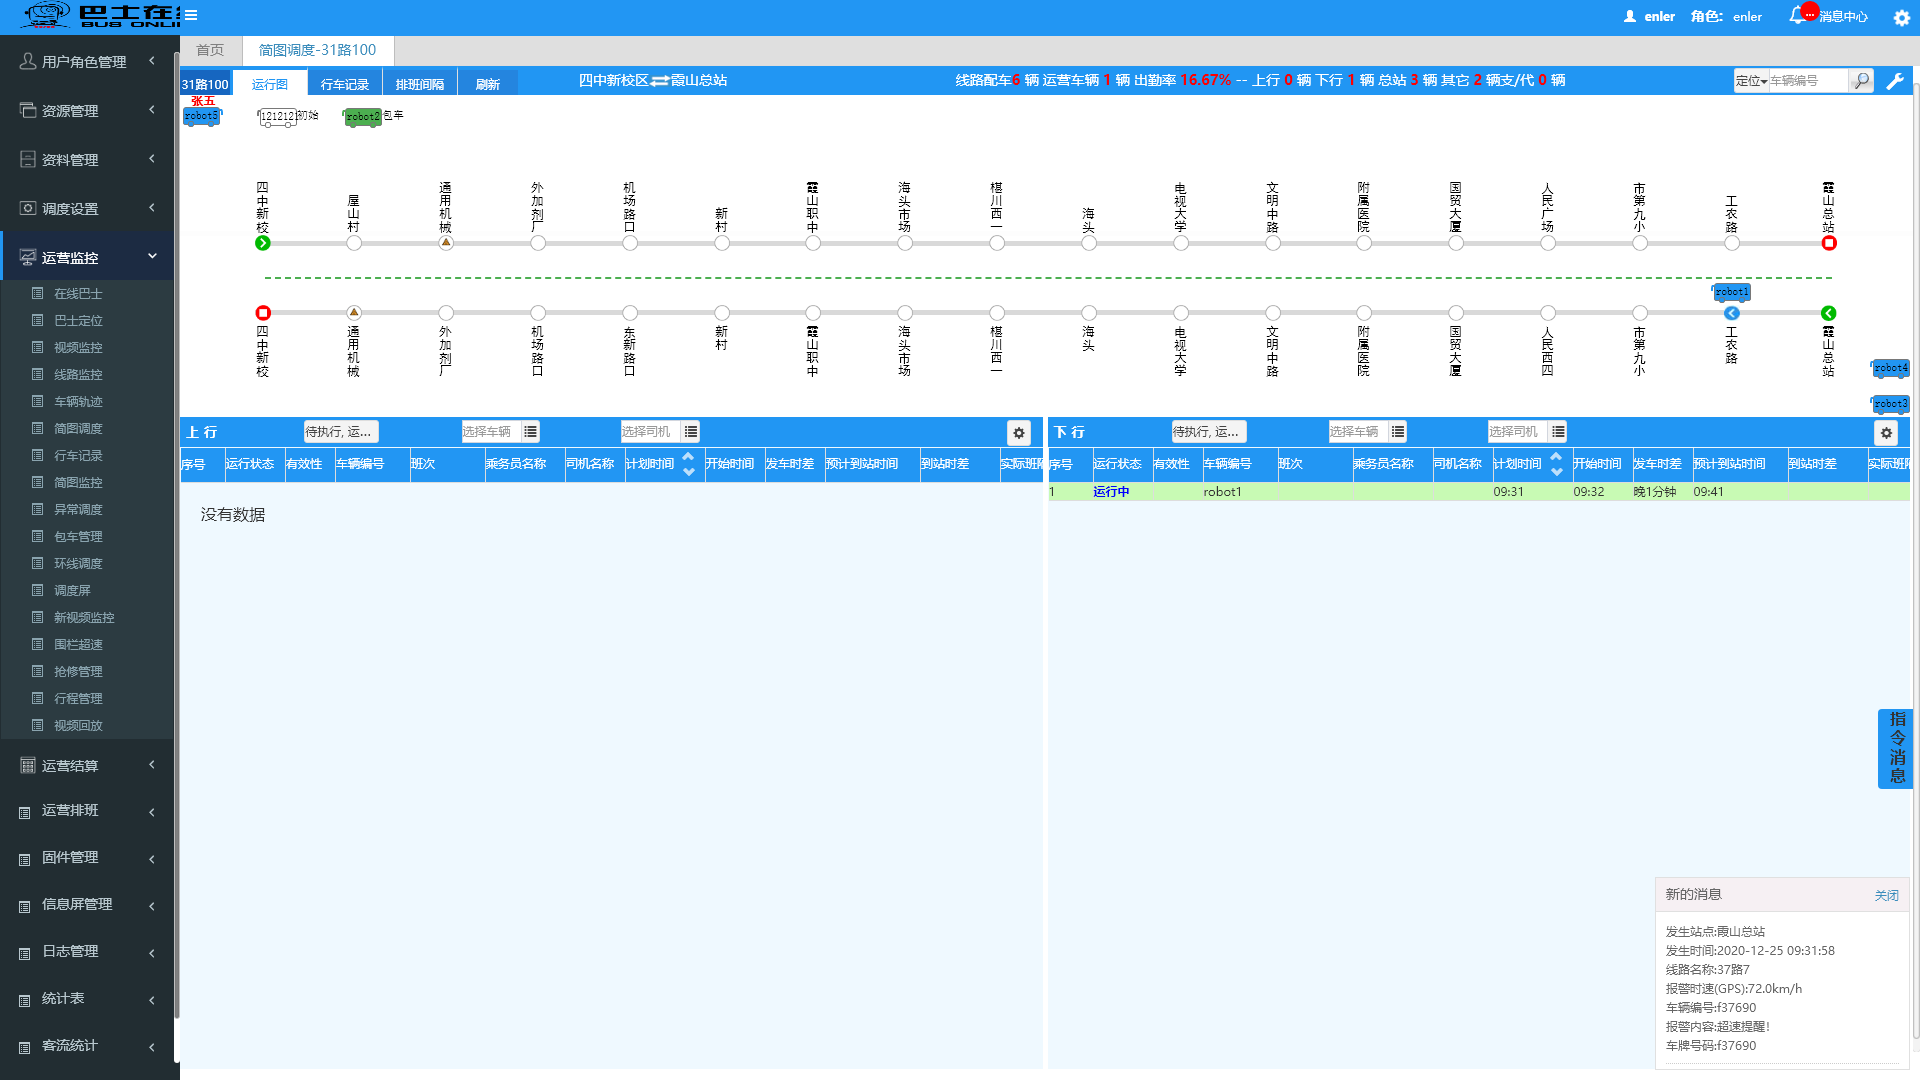 巴士在线
BUS ONLI
enler 角色: enler 消息中心
首页 简图调度-31路100
31路100 运行图 行车记录 排班间隔 刷新 四中新校区⇌霞山总站 线路配车6 辆 运营车辆 1 辆 出勤率 16.67% -- 上行 0 辆 下行 1 辆 总站 3 辆 其它 2 辆支/代 0 辆 定位 车辆编号
张五
robot5 1212121初始 robot2包车
四中新校 屋山村 通用机械 外加剂厂 机场路口 新村 霞山职中 海头市场 椹川西一 海头 电视大学 文明中路 附属医院 国贸大厦 人民广场 市第九小 工农路 霞山总站
robot1
四中新校 通用机械 外加剂厂 机场路口 东新路口 新村 霞山职中 海头市场 椹川西一 海头 电视大学 文明中路 附属医院 国贸大厦 人民西四 市第九小 工农路 霞山总站
robot4
robot3
用户角色管理
资源管理
资料管理
调度设置
运营监控
在线巴士
巴士定位
视频监控
线路监控
车辆轨迹
简图调度
行车记录
简图监控
异常调度
包车管理
环线调度
调度屏
新视频监控
围栏超速
抢修管理
行程管理
视频回放
运营结算
运营排班
固件管理
信息屏管理
日志管理
统计表
客流统计
上行 待执行, 运... 选择车辆 选择司机
序号 运行状态 有效性 车辆编号 班次 乘务员名称 司机名称 计划时间 开始时间 发车时差 预计到站时间 到站时差 实际班
没有数据
下行 待执行, 运... 选择车辆 选择司机
序号 运行状态 有效性 车辆编号 班次 乘务员名称 司机名称 计划时间 开始时间 发车时差 预计到站时间 到站时差 实际班
1 运行中 robot1 09:31 09:32 晚1分钟 09:41
指令消息
新的消息 关闭
发生站点:霞山总站
发生时间:2020-12-25 09:31:58
线路名称:37路7
报警时速(GPS):72.0km/h
车辆编号:f37690
报警内容:超速提醒!
车牌号码:f37690